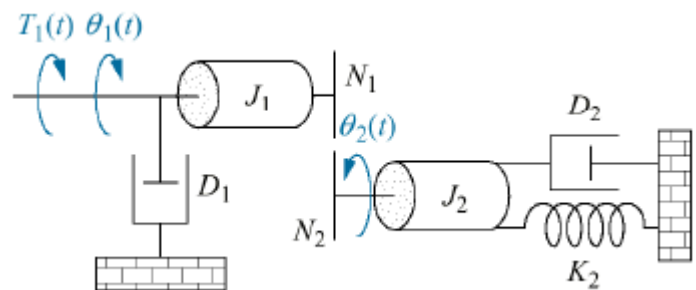 T₁(t) θ₁(t)
J₁
N₁
θ₂(t)
D₂
D₁
J₂
N₂
K₂